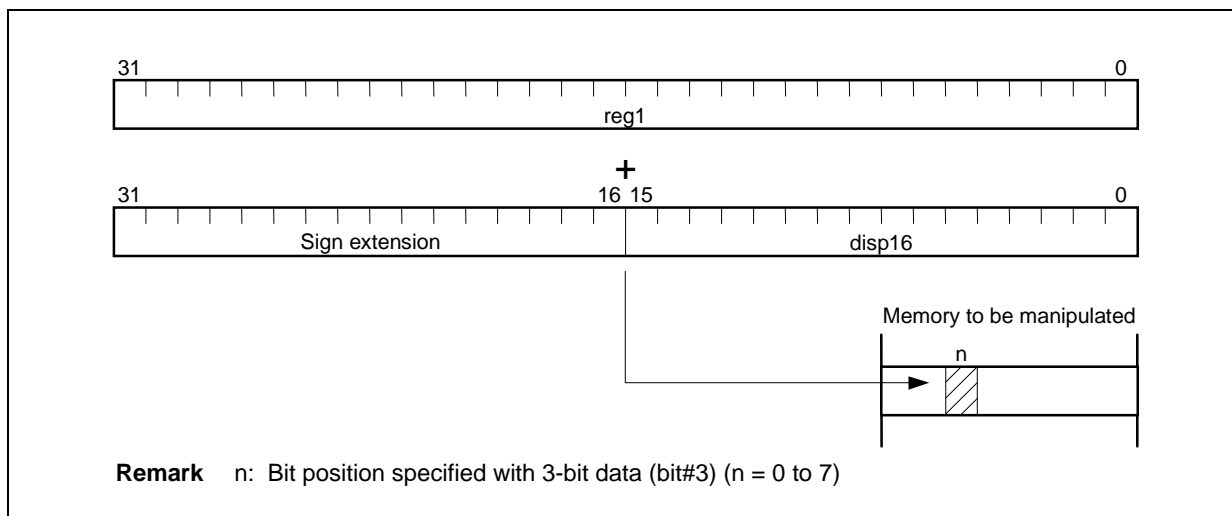 31 0
reg1
+
31 16 15 0
Sign extension disp16
Memory to be manipulated
n
Remark n: Bit position specified with 3-bit data (bit#3) (n = 0 to 7)